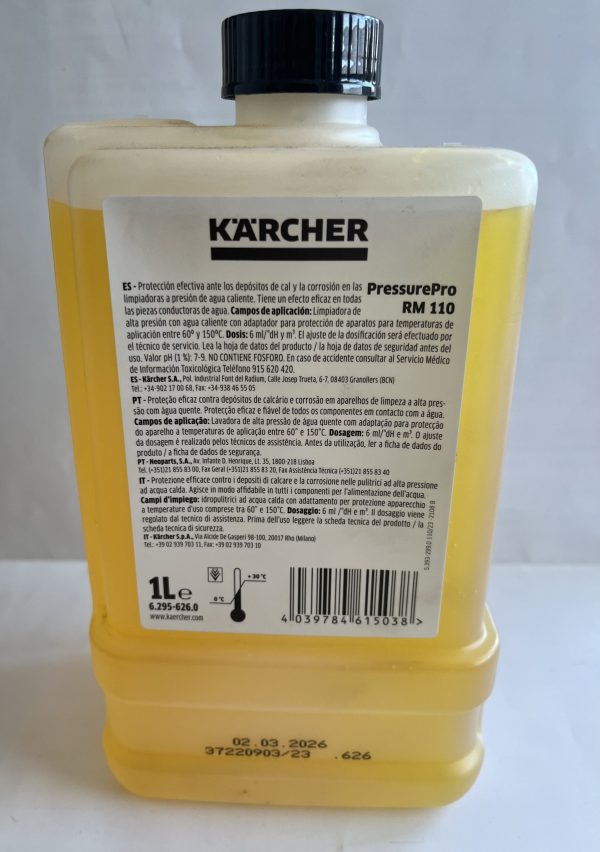 KÄRCHER
PressurePro
RM 110
ES - Protección efectiva ante los depósitos de cal y la corrosión en las
limpiadoras a presión de agua caliente. Tiene un efecto eficaz en todas
las piezas conductoras de agua. Campos de aplicación: Limpiadora de
alta presión con agua caliente con adaptador para protección de aparatos para temperaturas de
aplicación entre 60º y 150ºC. Dosis: 6 ml/°dH y m³. El ajuste de la dosificación será efectuado por
el técnico de servicio. Lea la hoja de datos del producto / la hoja de datos de seguridad antes del
uso. Valor pH (1 %): 7-9. NO CONTIENE FOSFORO. En caso de accidente consultar al Servicio Médico
de Información Toxicológica Teléfono 915 620 420.
ES - Kärcher S.A., Pol. Industrial Font del Radium, Calle Josep Trueta, 6-7, 08403 Granollers (BCN)
Tel.: +34-902 17 00 68, Fax: +34-938 46 55 05
PT - Proteção eficaz contra depósitos de calcário e corrosão em aparelhos de limpeza a alta pres-
são com água quente. Protecção eficaz e fiável de todos os componentes em contacto com a água.
Campos de aplicação: Lavadora de alta pressão de água quente com adaptação para protecção
do aparelho a temperaturas de aplicação entre 60° e 150°C. Dosagem: 6 ml/°dH e m³. O ajuste
da dosagem é realizado pelos técnicos de assistência. Antes da utilização, ler a ficha de dados do
produto / a ficha de dados de segurança.
PT - Neoparts, S.A., Av. Infante D. Henrique, Lt. 35, 1800-218 Lisboa
Tel. (+351)21 855 83 00, Fax Geral (+351)21 855 83 20, Fax Assistência Técnica (+351)21 855 83 40
IT - Protezione efficace contro i depositi di calcare e la corrosione nelle pulitrici ad alta pressione
ad acqua calda. Agisce in modo affidabile in tutti i componenti per l'alimentazione dell'acqua.
Campi d'impiego: idropulitrici ad acqua calda con adattamento per protezione apparecchio
a temperature d'uso comprese tra 60° e 150°C. Dosaggio: 6 ml/°dH e m³. Il dosaggio viene
regolato dal tecnico di assistenza. Prima dell'uso leggere la scheda tecnica del prodotto / la
scheda tecnica di sicurezza.
IT - Kärcher S.p.A., Via Alcide De Gasperi 98-100, 20017 Rho (Milano)
Tel.: +39 02 939 703 11, Fax: +39 02 939 703 10
1L e
6.295-626.0
www.kaercher.com
+ 30 °C
0 °C
4 039784 615038 >
02.03.2026
37220903/23 .626